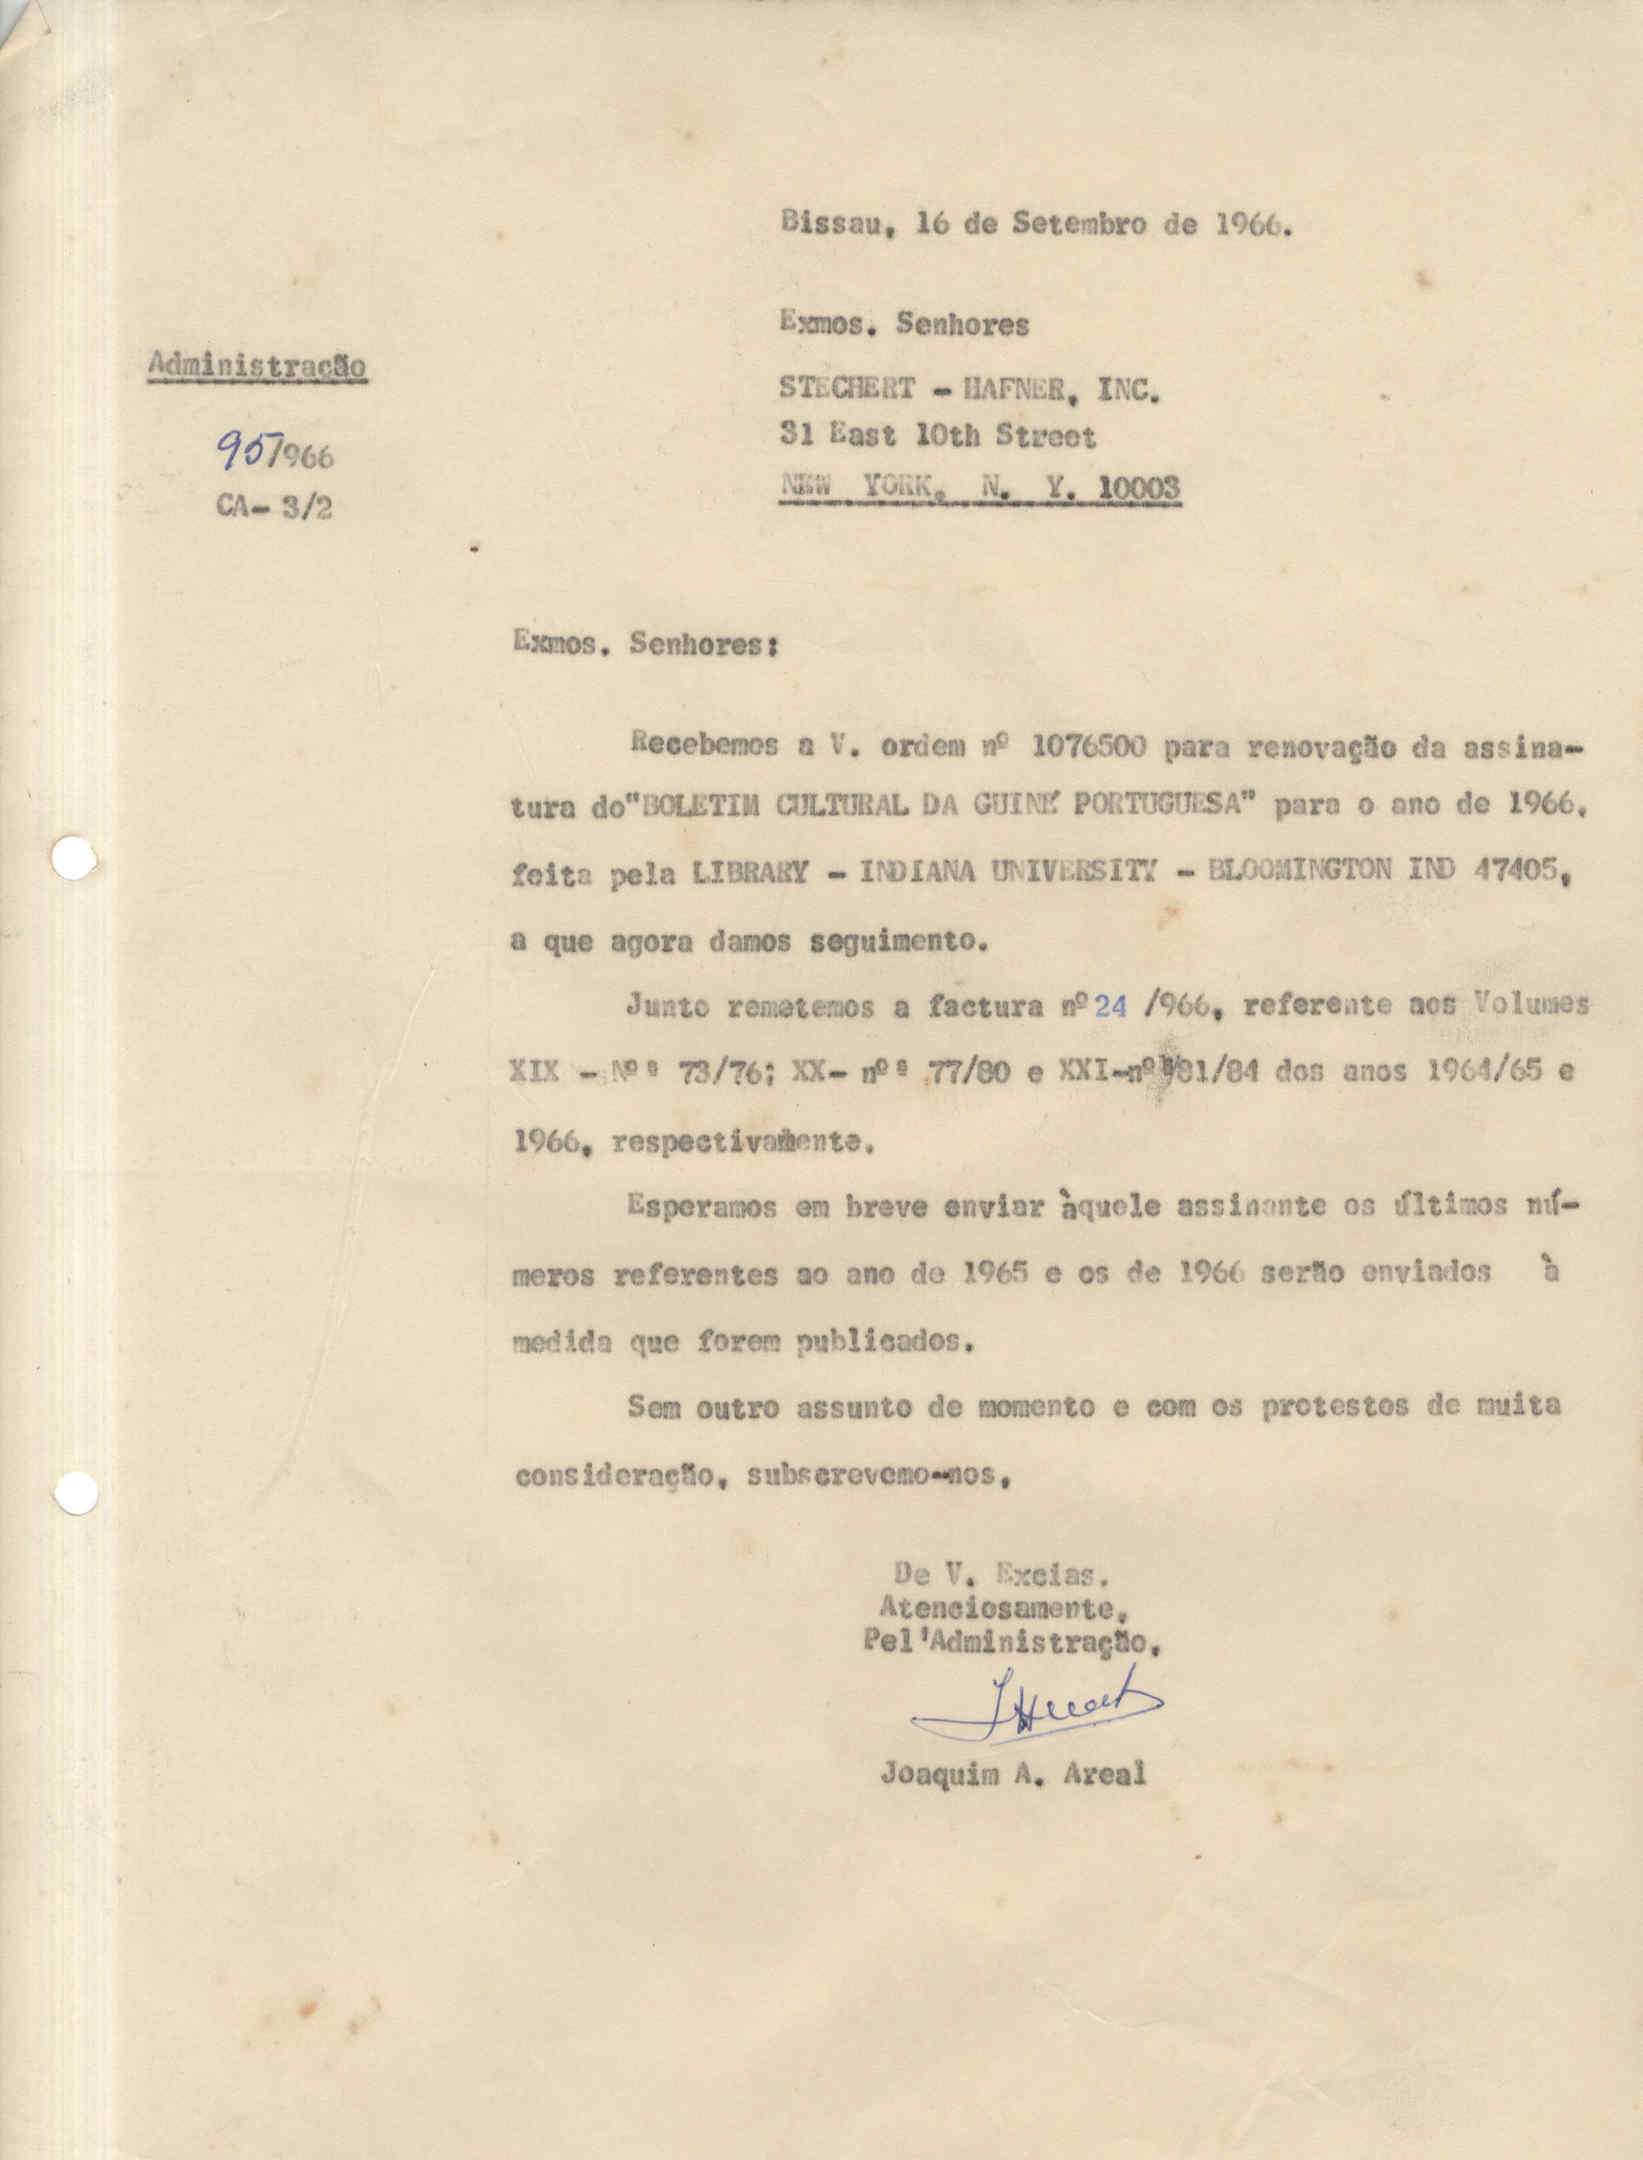 Bissau, 16 de Setembro de 1966.
Exmos. Senhores
Administração
STECHERT - HAFNER, INC.
31 East 10th Street
95/966
NEW YORK, N. Y. 10003
CA- 3/2
Exmos. Senhores:
Recebemos a V. ordem nº 1076500 para renovação da assina-
tura do"BOLETIM CULTURAL DA GUINÉ PORTUGUESA" para o ano de 1966,
feita pela LIBRARY - INDIANA UNIVERSITY - BLOOMINGTON IND 47405,
a que agora damos seguimento.
Junto remetemos a factura nº 24 /966, referente aos Volumes
XIX - Nºs 73/76; XX- nºs 77/80 e XXI-nºs 81/84 dos anos 1964/65 e
1966, respectivamente.
Esperamos em breve enviar àquele assinante os últimos nú-
meros referentes ao ano de 1965 e os de 1966 serão enviados à
medida que forem publicados.
Sem outro assunto de momento e com os protestos de muita
consideração, subscrevemo-nos,
De V. Excias.
Atenciosamente,
Pel'Administração,
Joaquim A. Areal